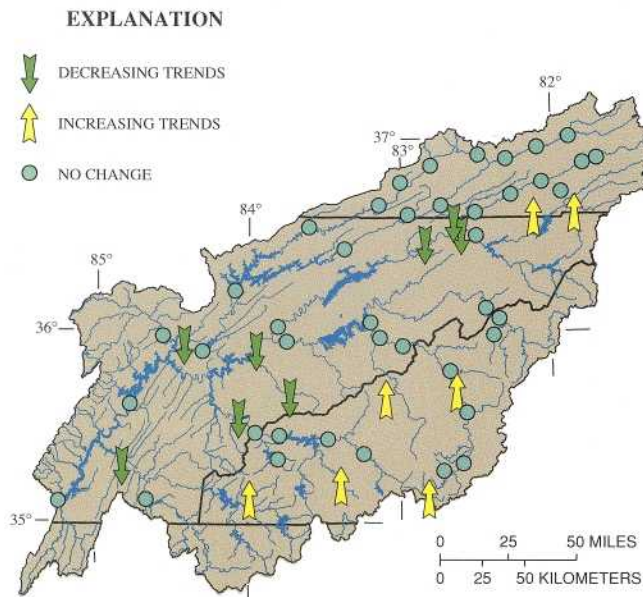 EXPLANATION
DECREASING TRENDS
INCREASING TRENDS
NO CHANGE
82°
37°
83°
84°
85°
36°
35°
0 25 50 MILES
0 25 50 KILOMETERS